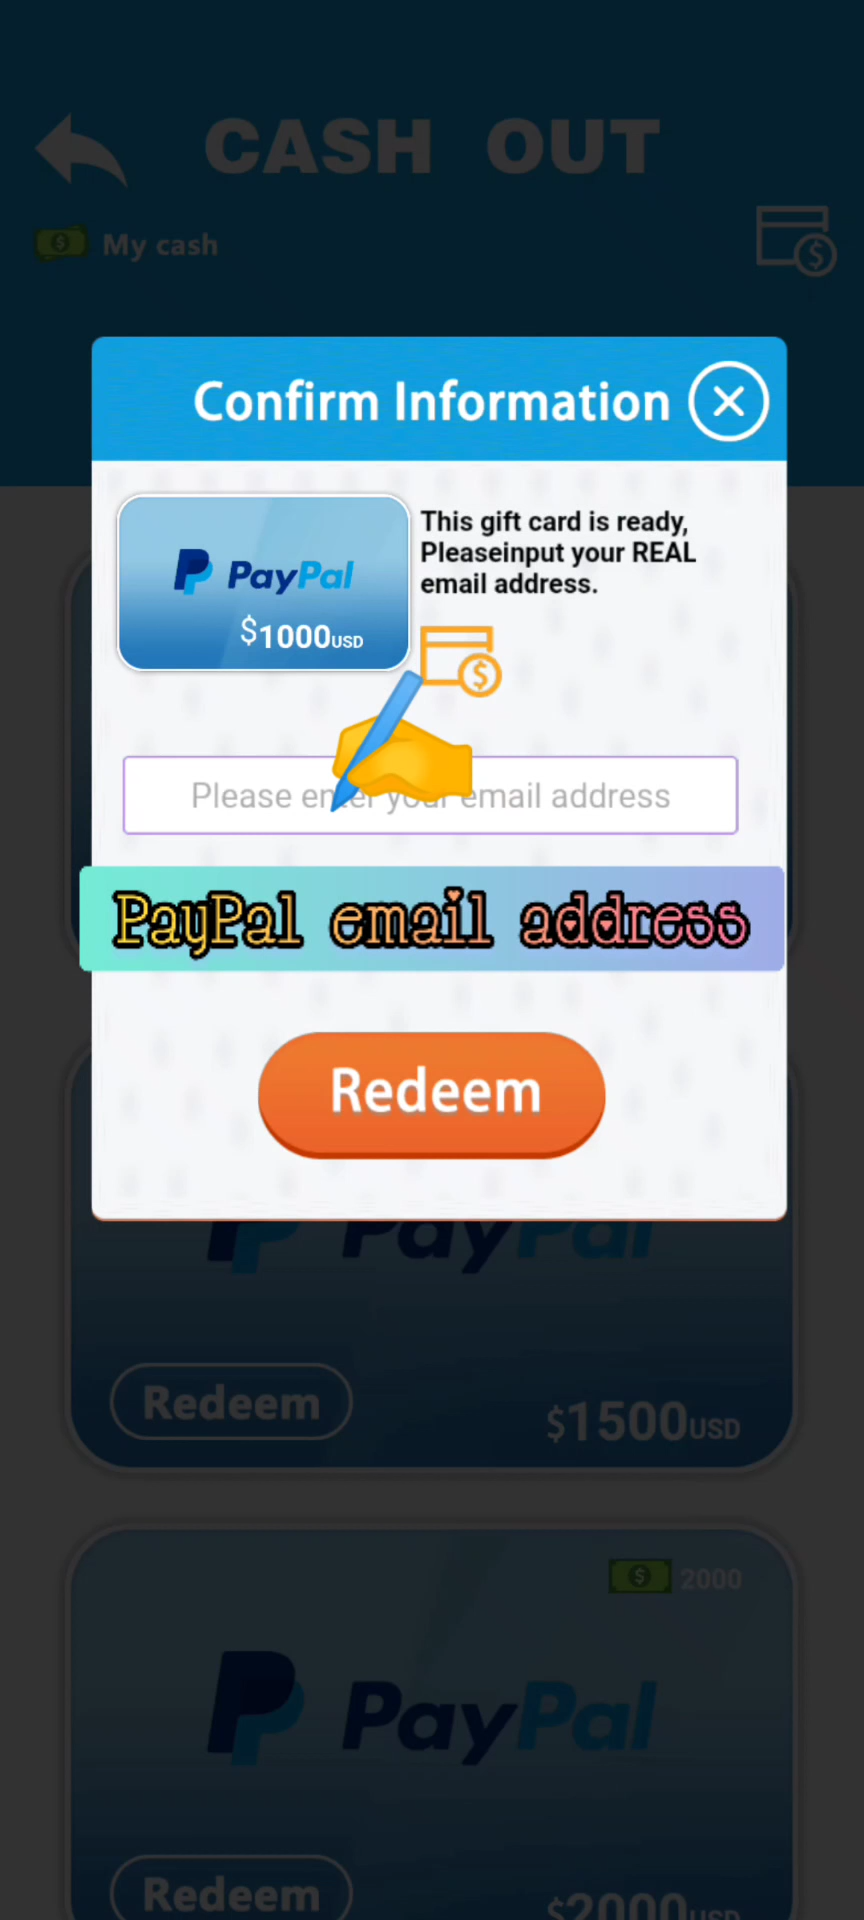 CASH OUT
My cash
Confirm Information
PayPal
$1000USD
This gift card is ready,
Pleaseinput your REAL
email address.
Please enter your email address
PayPal email address
Redeem
PayPal
Redeem
$1500USD
2000
PayPal
Redeem
$2000USD